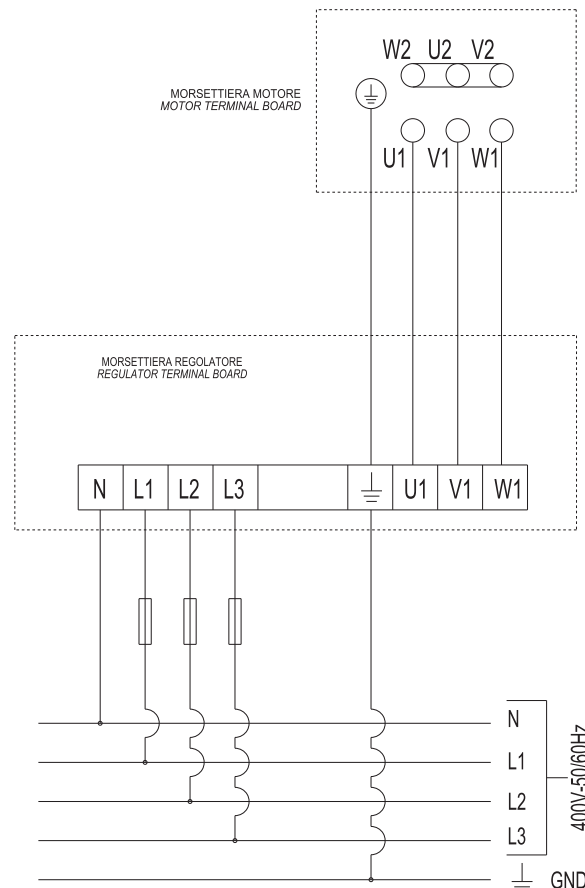 W2 U2 V2
MORSETTIERA MOTORE
MOTOR TERMINAL BOARD
U1 V1 W1
MORSETTIERA REGOLATORE
REGULATOR TERMINAL BOARD
N L1 L2 L3 U1 V1 W1
N
L1
L2
L3
400V-50/60Hz
GND